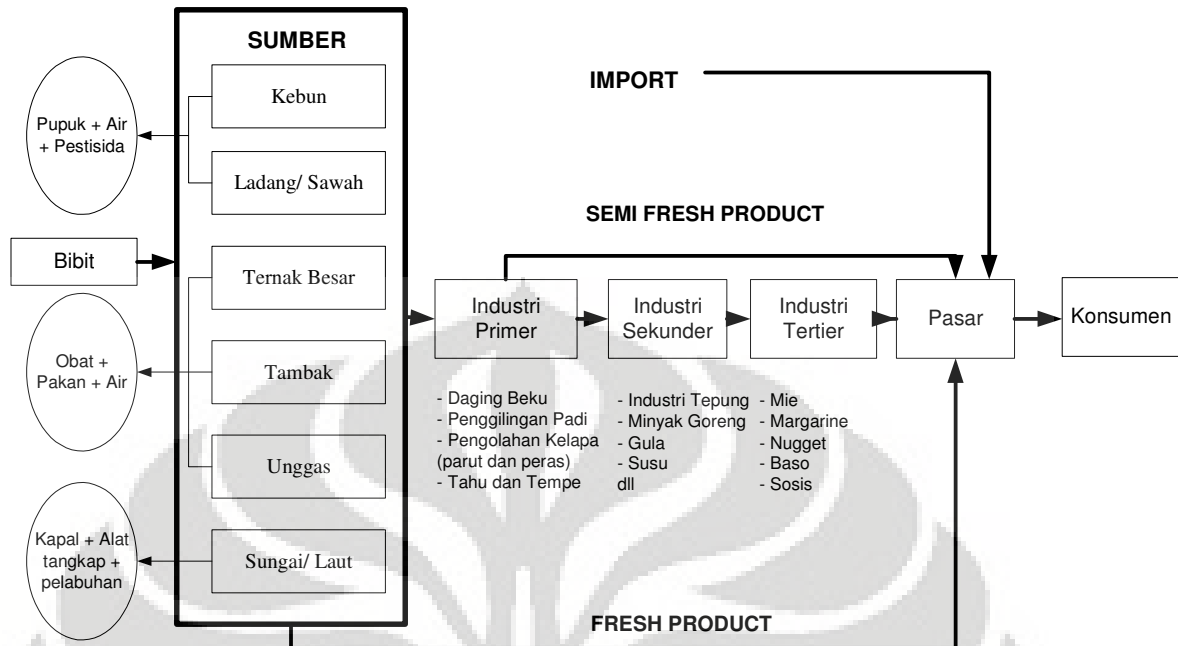 SUMBER
Kebun
Pupuk + Air
+ Pestisida
Ladang/ Sawah
Bibit
Ternak Besar
Obat +
Pakan + Air
Tambak
Unggas
Kapal + Alat
tangkap +
pelabuhan
Sungai/ Laut
IMPORT
SEMI FRESH PRODUCT
Industri
Primer
Industri
Sekunder
Industri
Tertier
Pasar
Konsumen
- Daging Beku
- Penggilingan Padi
- Pengolahan Kelapa
(parut dan peras)
- Tahu dan Tempe
- Industri Tepung
- Minyak Goreng
- Gula
- Susu
dll
- Mie
- Margarine
- Nugget
- Baso
- Sosis
FRESH PRODUCT